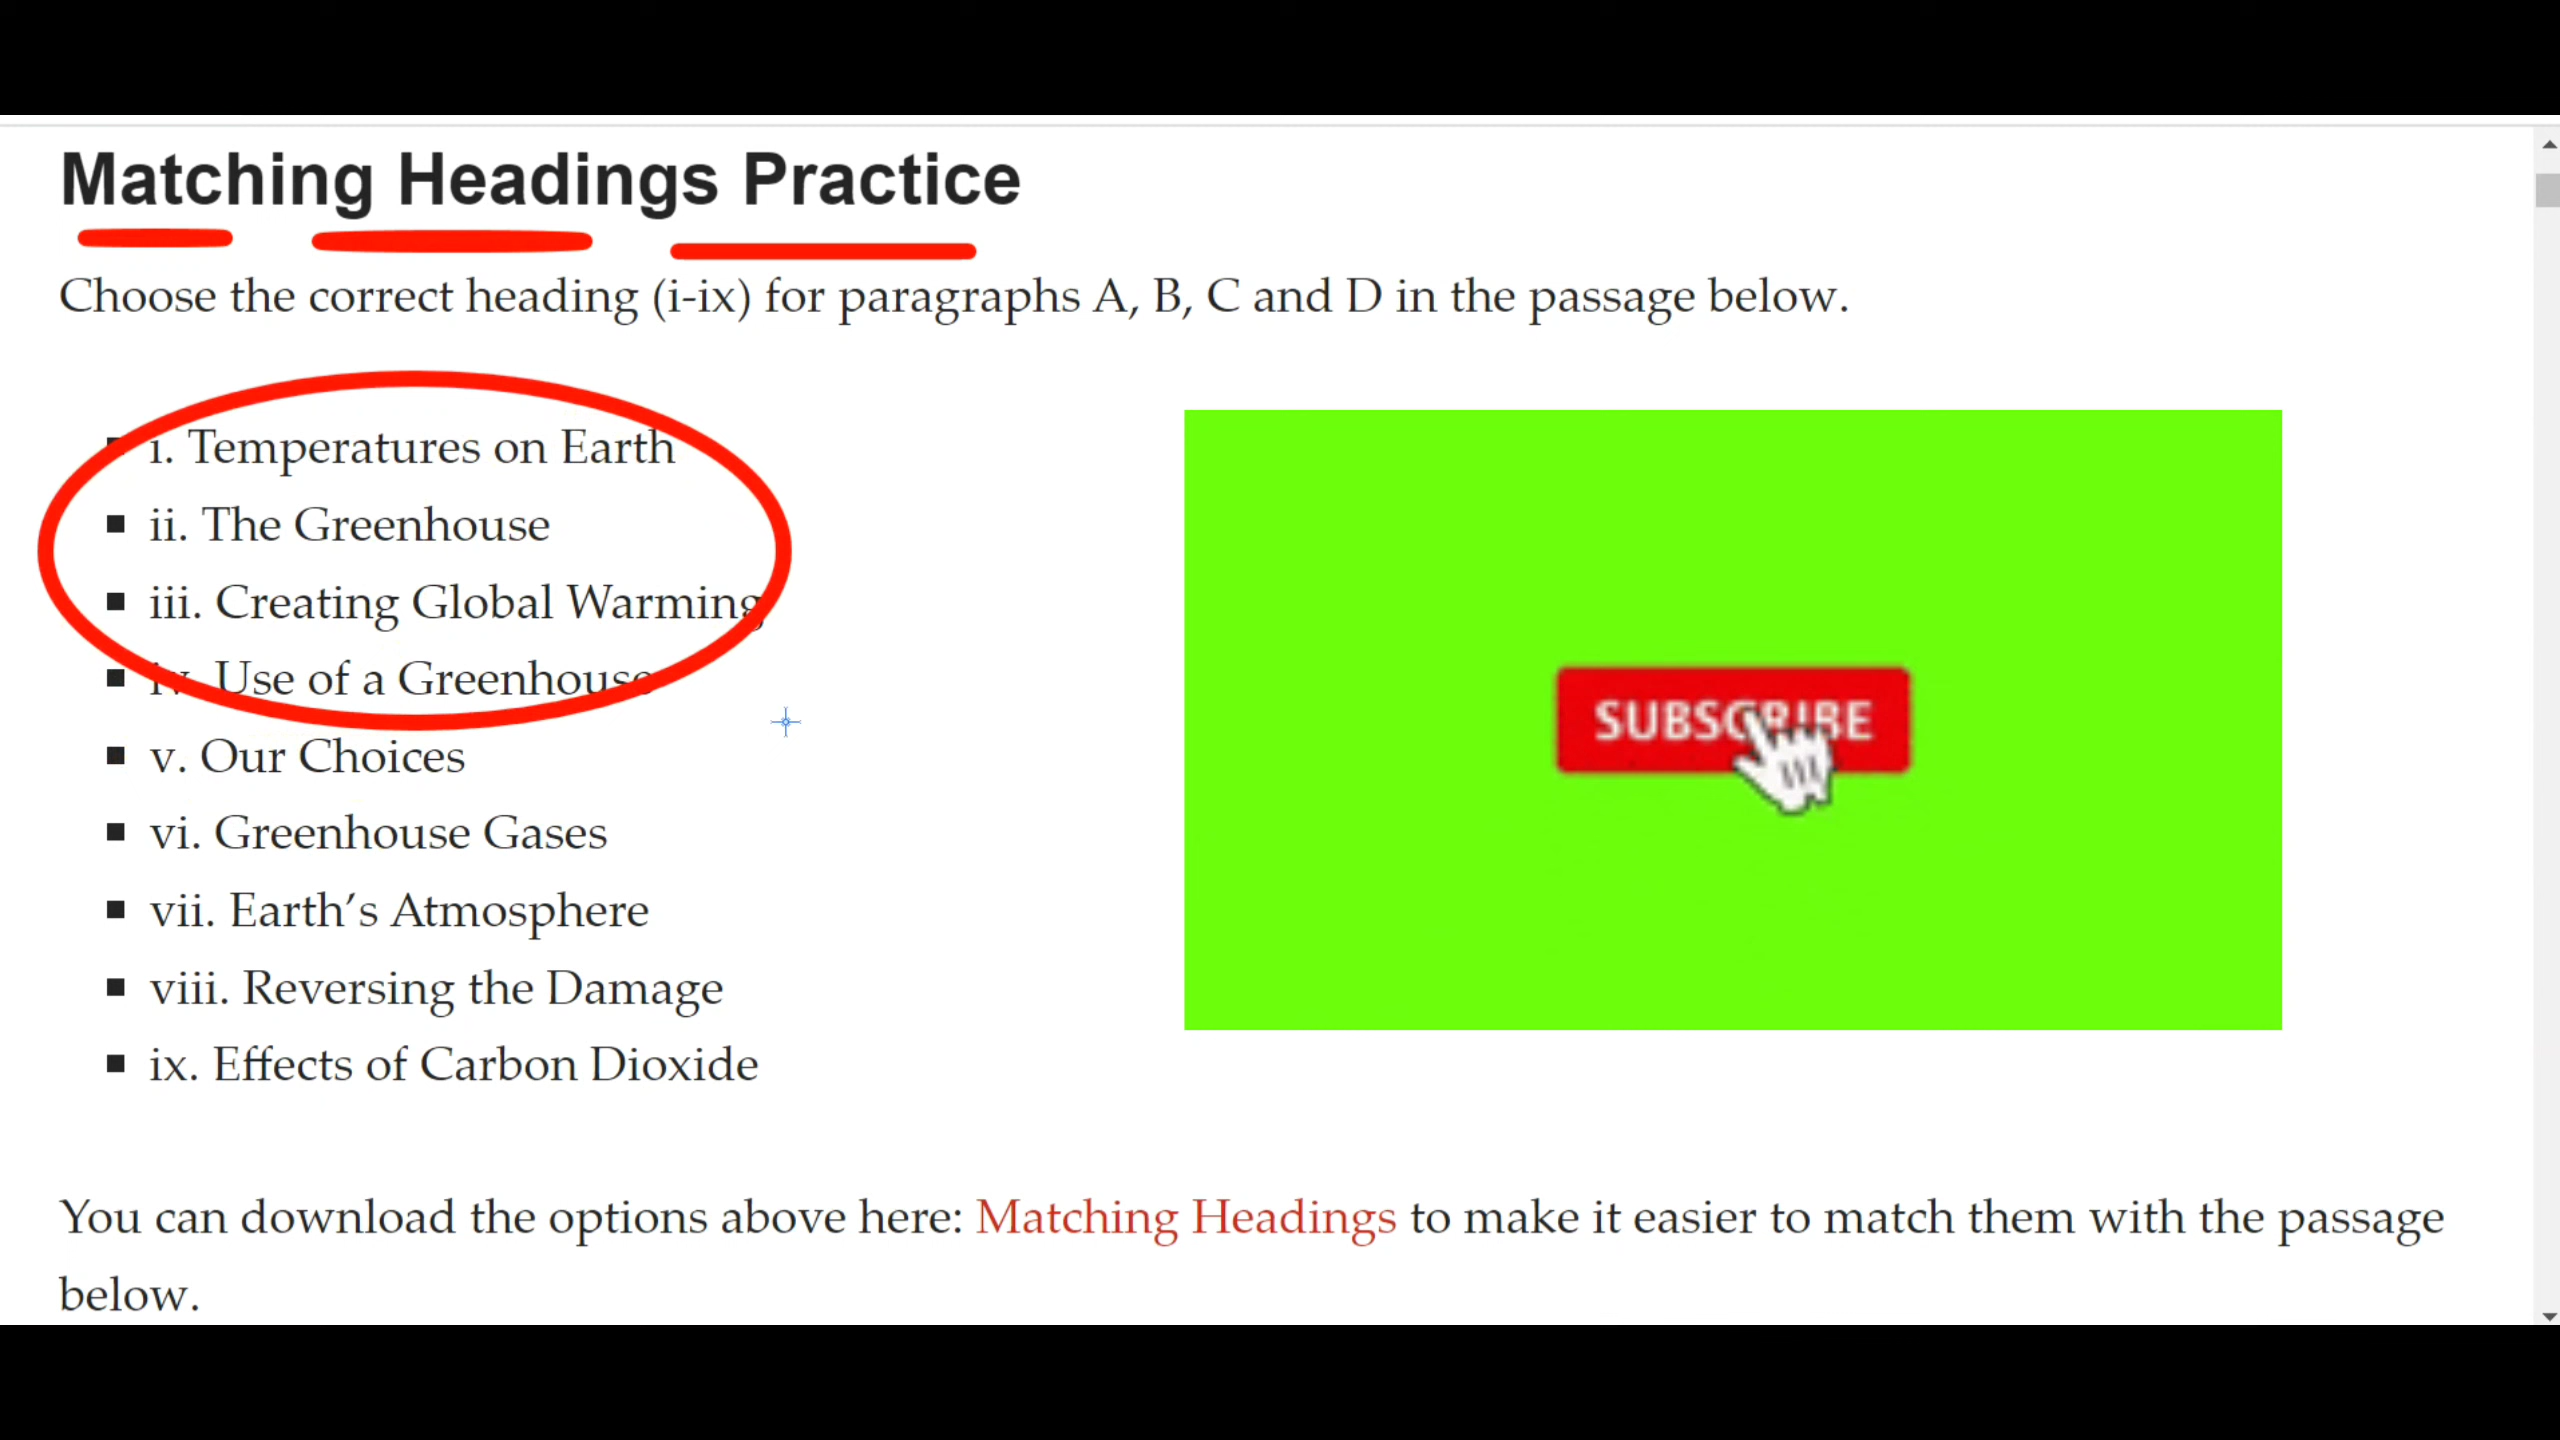 Matching Headings Practice
Choose the correct heading (i-ix) for paragraphs A, B, C and D in the passage below.
i. Temperatures on Earth
ii. The Greenhouse
iii. Creating Global Warming
iv. Use of a Greenhouse
v. Our Choices
vi. Greenhouse Gases
vii. Earth’s Atmosphere
viii. Reversing the Damage
ix. Effects of Carbon Dioxide
SUBSCRIBE
You can download the options above here: Matching Headings to make it easier to match them with the passage
below.